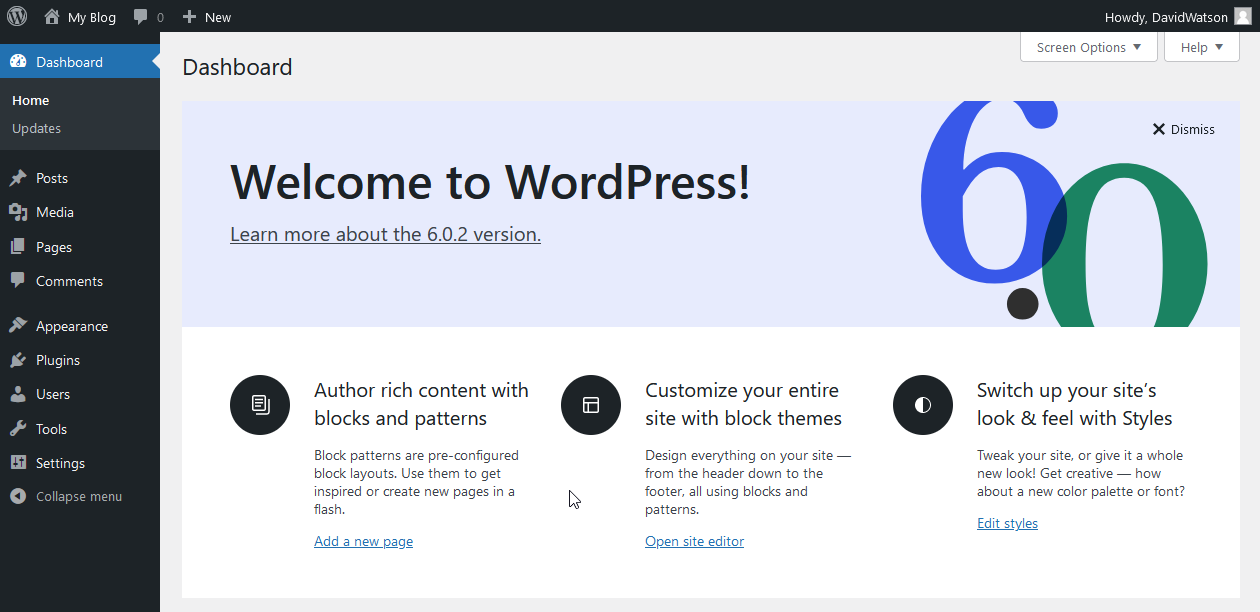 My Blog 0 New Howdy, DavidWatson
Dashboard
Home
Updates
Posts
Media
Pages
Comments
Appearance
Plugins
Users
Tools
Settings
Collapse menu
Screen Options Help
Dashboard
Dismiss
Welcome to WordPress!
Learn more about the 6.0.2 version.
6.0
Author rich content with
blocks and patterns
Block patterns are pre-configured
block layouts. Use them to get
inspired or create new pages in a
flash.
Add a new page
Customize your entire
site with block themes
Design everything on your site —
from the header down to the
footer, all using blocks and
patterns.
Open site editor
Switch up your site’s
look & feel with Styles
Tweak your site, or give it a whole
new look! Get creative — how
about a new color palette or font?
Edit styles